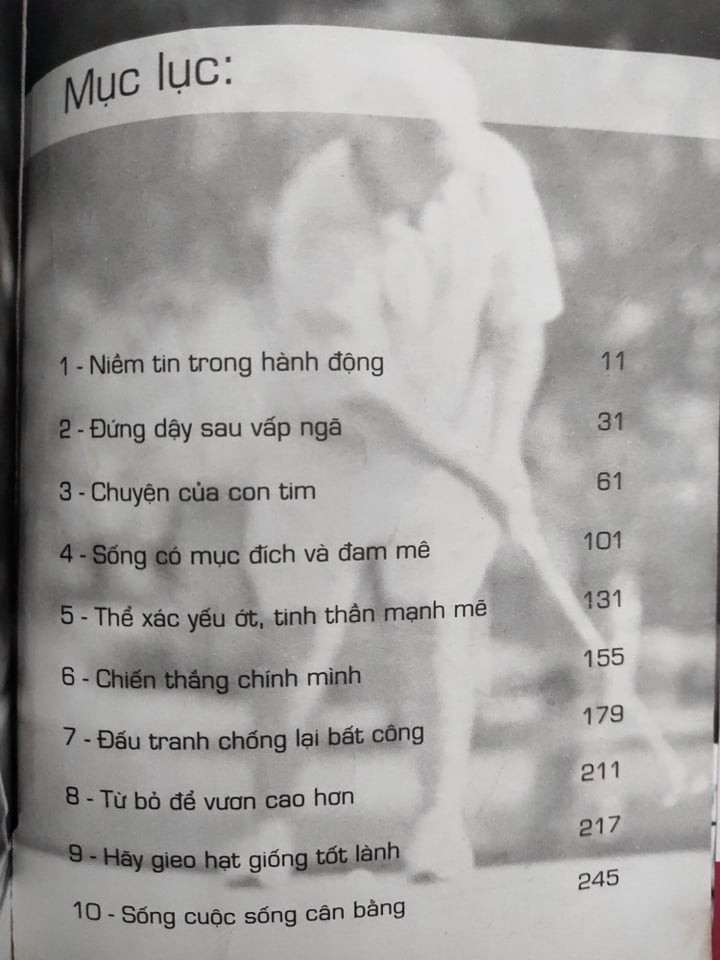 Mục lục:
1 - Niềm tin trong hành động 11
2 - Đứng dậy sau vấp ngã 31
3 - Chuyện của con tim 61
4 - Sống có mục đích và đam mê 101
5 - Thể xác yếu ớt, tinh thần mạnh mẽ 131
6 - Chiến thắng chính mình 155
7 - Đấu tranh chống lại bất công 179
8 - Từ bỏ để vươn cao hơn 211
9 - Hãy gieo hạt giống tốt lành 217
10 - Sống cuộc sống cân bằng 245